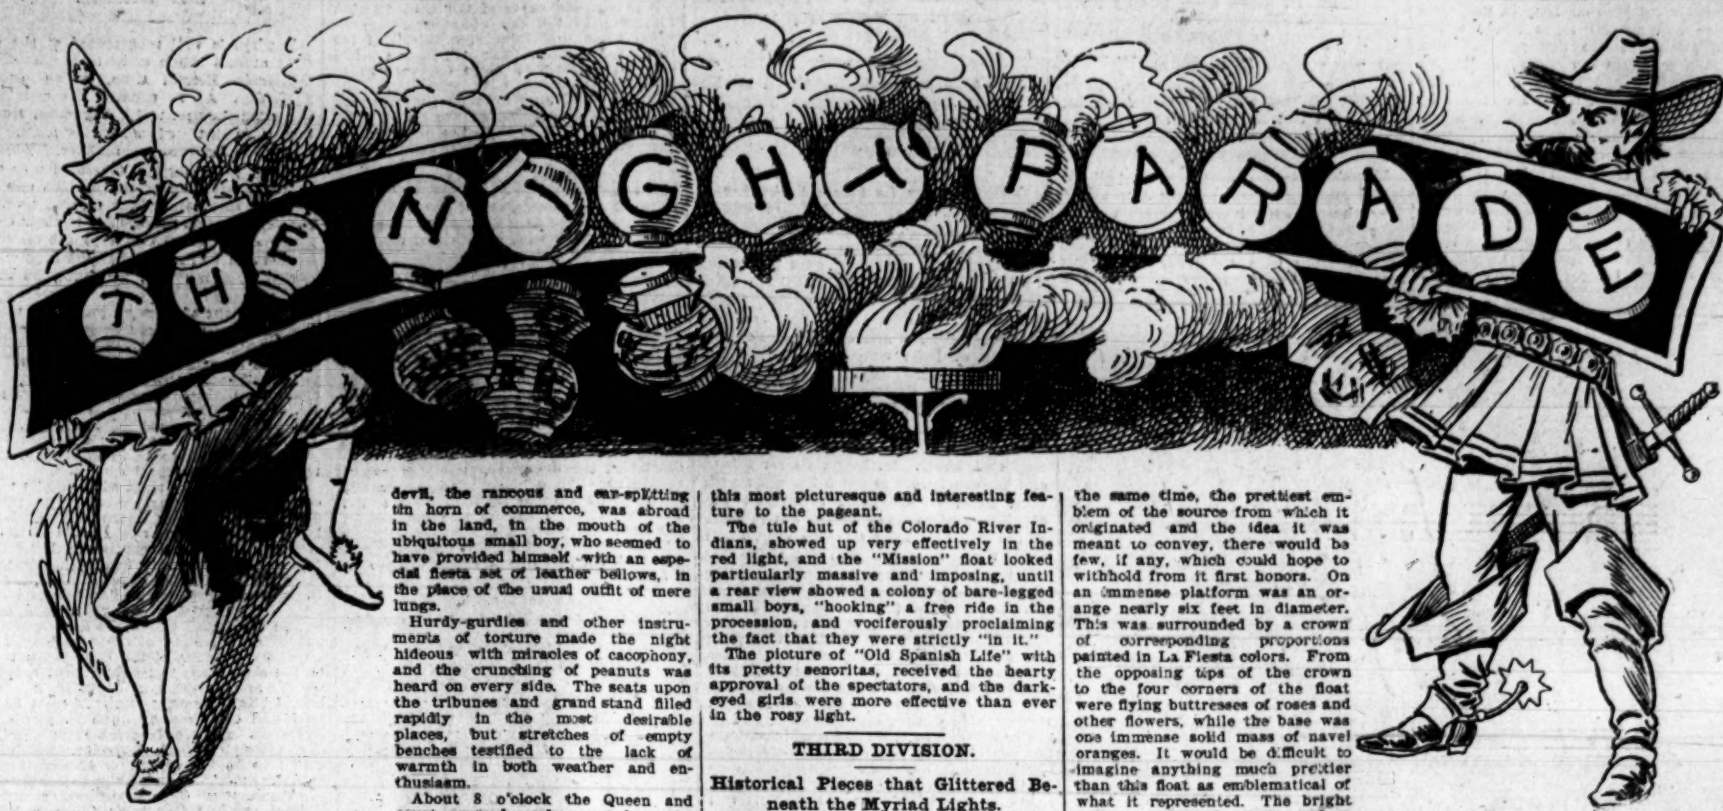 THE NIGHT PARADE
devil, the rancous and ear-splitting
tin horn of commerce, was abroad
in the land, in the mouth of the
ubiquitous small boy, who seemed to
have provided himself with an espe-
cial fiesta set of leather bellows, in
the place of the usual outfit of mere
lungs.
Hurdy-gurdies and other instru-
ments of torture made the night
hideous with miracles of cacophony,
and the crunching of peanuts was
heard on every side. The seats upon
the tribunes and grand stand filled
rapidly in the most desirable
places, but stretches of empty
benches testified to the lack of
warmth in both weather and en-
thusiasm.
About 8 o'clock the Queen and
this most picturesque and interesting fea-
ture to the pageant.
The tule hut of the Colorado River In-
dians, showed up very effectively in the
red light, and the "Mission" float looked
particularly massive and imposing, until
a rear view showed a colony of bare-legged
small boys, "hooking" a free ride in the
procession, and vociferously proclaiming
the fact that they were strictly "in it."
The picture of "Old Spanish Life" with
its pretty senoritas, received the hearty
approval of the spectators, and the dark-
eyed girls were more effective than ever
in the rosy light.
THIRD DIVISION.
Historical Pieces that Glittered Be-
neath the Myriad Lights.
the same time, the prettiest em-
blem of the source from which it
originated and the idea it was
meant to convey, there would be
few, if any, which could hope to
withhold from it first honors. On
an immense platform was an or-
ange nearly six feet in diameter.
This was surrounded by a crown
of corresponding proportions
painted in La Fiesta colors. From
the opposing tips of the crown
to the four corners of the float
were flying buttresses of roses and
other flowers, while the base was
one immense solid mass of navel
oranges. It would be difficult to
imagine anything much prettier
than this float as emblematical of
what it represented. The bright